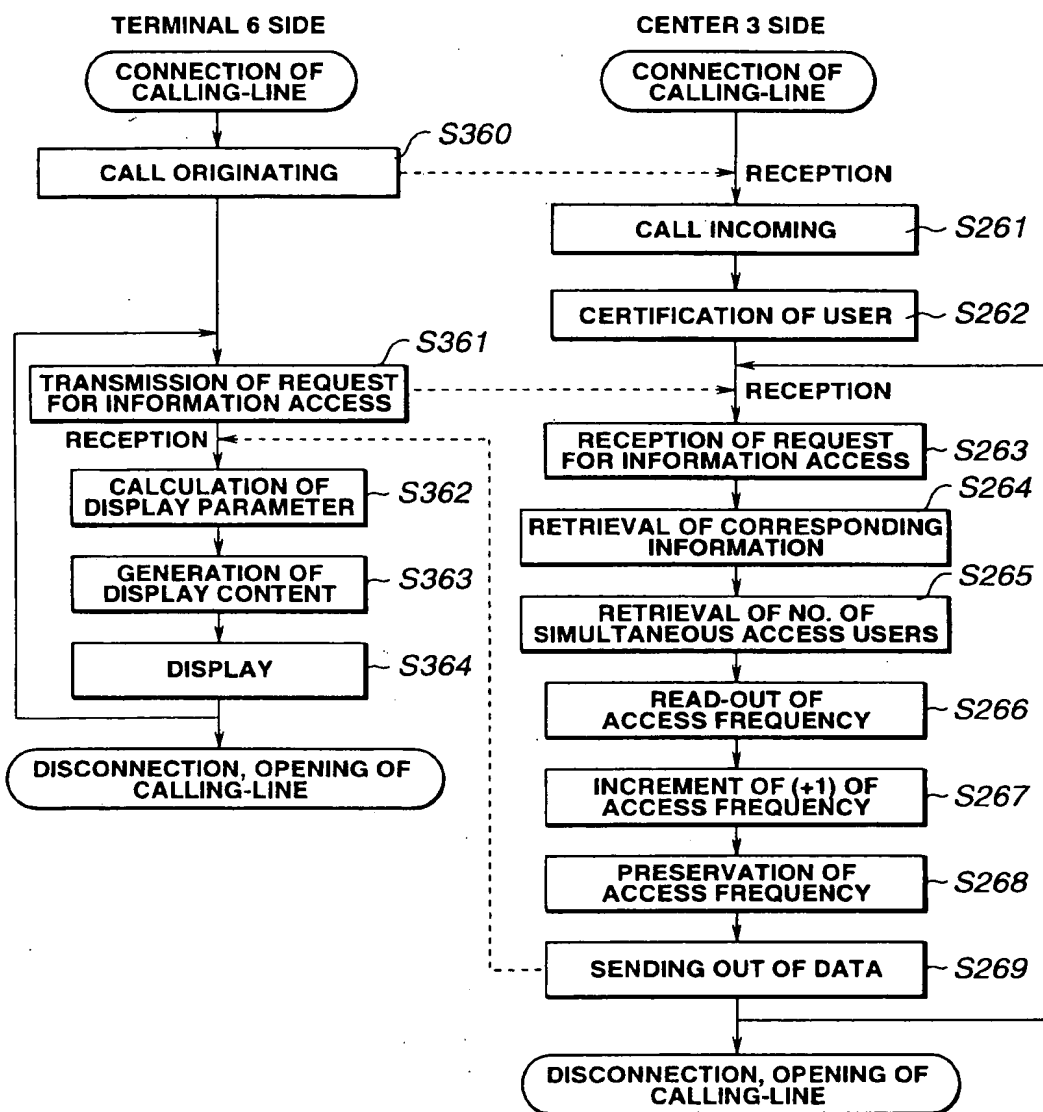 TERMINAL 6 SIDE
CONNECTION OF
CALLING-LINE
S360
CALL ORIGINATING
S361
TRANSMISSION OF REQUEST
FOR INFORMATION ACCESS
RECEPTION
CALCULATION OF
DISPLAY PARAMETER
S362
GENERATION OF
DISPLAY CONTENT
S363
DISPLAY
S364
DISCONNECTION, OPENING OF
CALLING-LINE
CENTER 3 SIDE
CONNECTION OF
CALLING-LINE
RECEPTION
CALL INCOMING
S261
CERTIFICATION OF USER
S262
RECEPTION
RECEPTION OF REQUEST
FOR INFORMATION ACCESS
S263
S264
RETRIEVAL OF CORRESPONDING
INFORMATION
S265
RETRIEVAL OF NO. OF
SIMULTANEOUS ACCESS USERS
READ-OUT OF
ACCESS FREQUENCY
S266
INCREMENT OF (+1) OF
ACCESS FREQUENCY
S267
PRESERVATION OF
ACCESS FREQUENCY
S268
SENDING OUT OF DATA
S269
DISCONNECTION, OPENING OF
CALLING-LINE